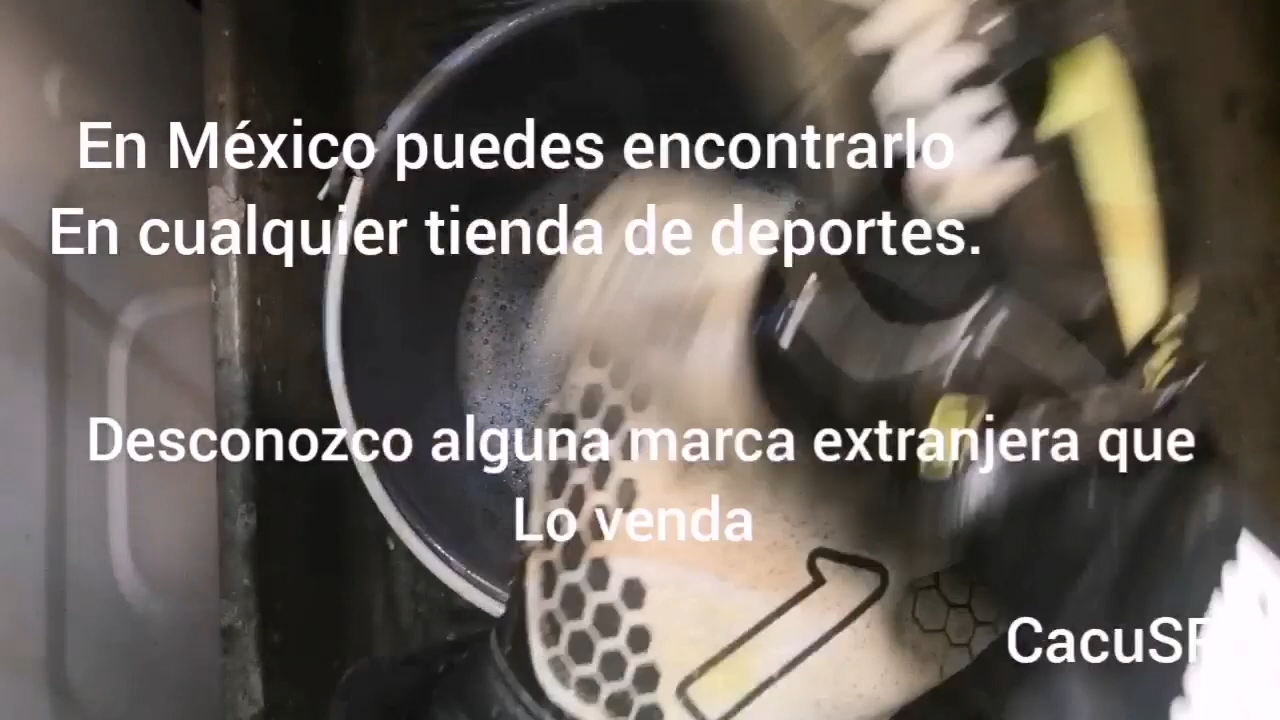 En México puedes encontrarlo
En cualquier tienda de deportes.
Desconozco alguna marca extranjera que
Lo venda